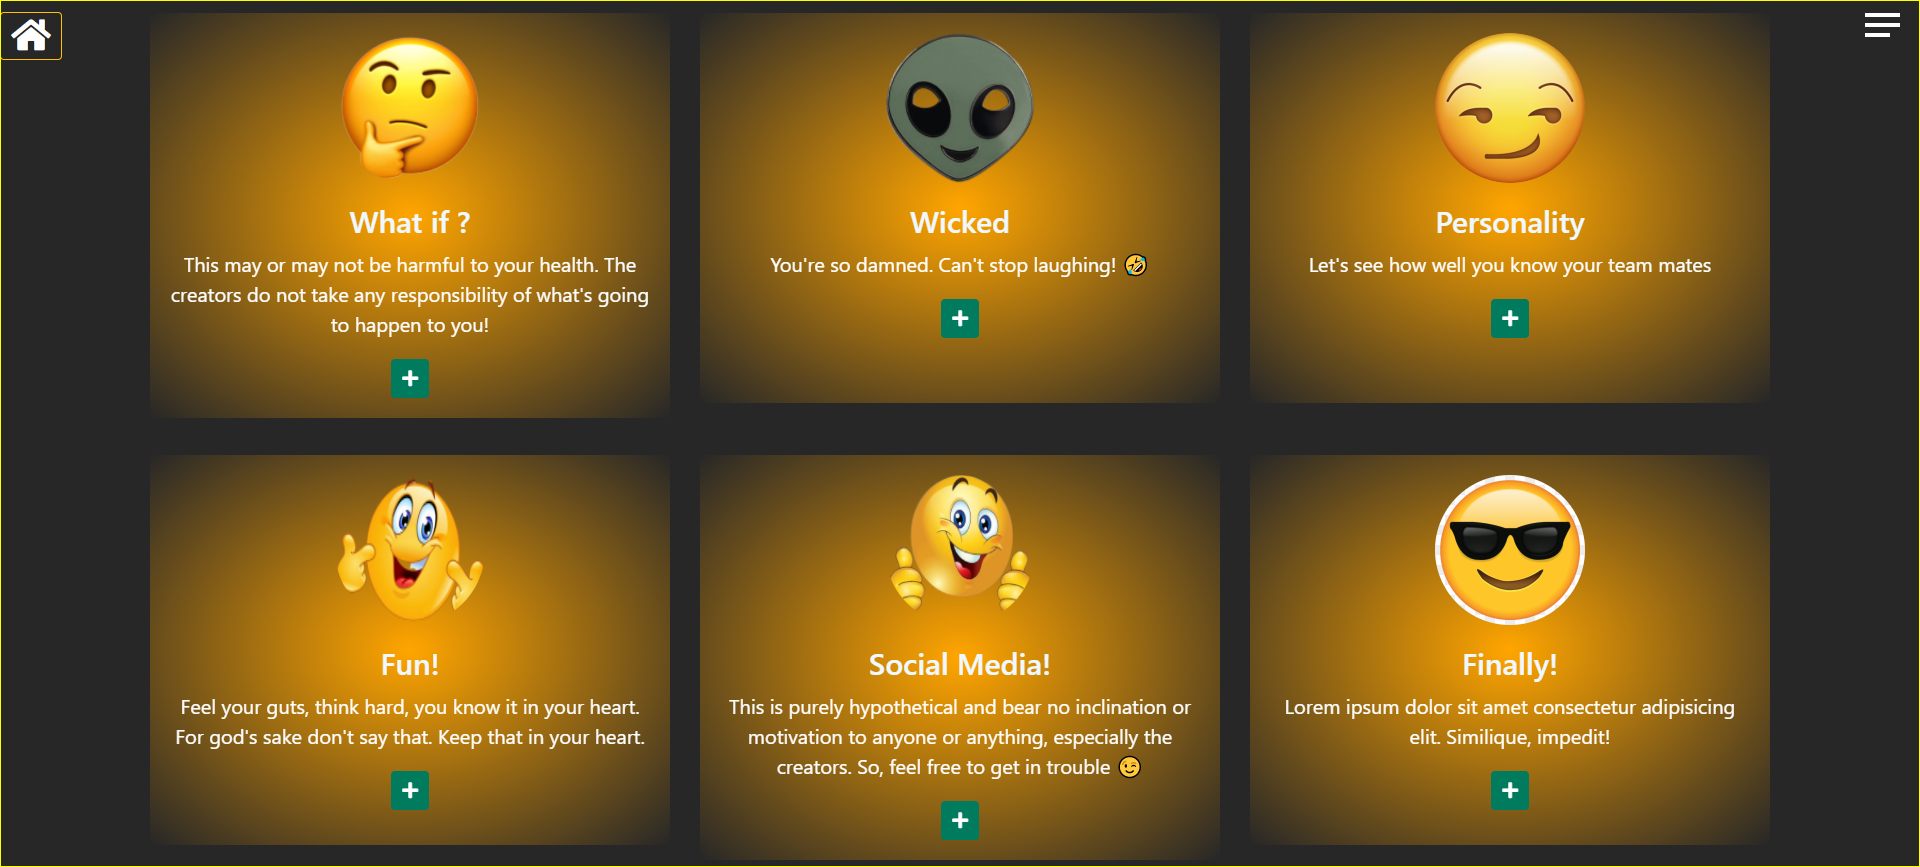 What if ?
This may or may not be harmful to your health. The
creators do not take any responsibility of what's going
to happen to you!
Wicked
You're so damned. Can't stop laughing! 🤣
Personality
Let's see how well you know your team mates
Fun!
Feel your guts, think hard, you know it in your heart.
For god's sake don't say that. Keep that in your heart.
Social Media!
This is purely hypothetical and bear no inclination or
motivation to anyone or anything, especially the
creators. So, feel free to get in trouble 😉
Finally!
Lorem ipsum dolor sit amet consectetur adipisicing
elit. Similique, impedit!